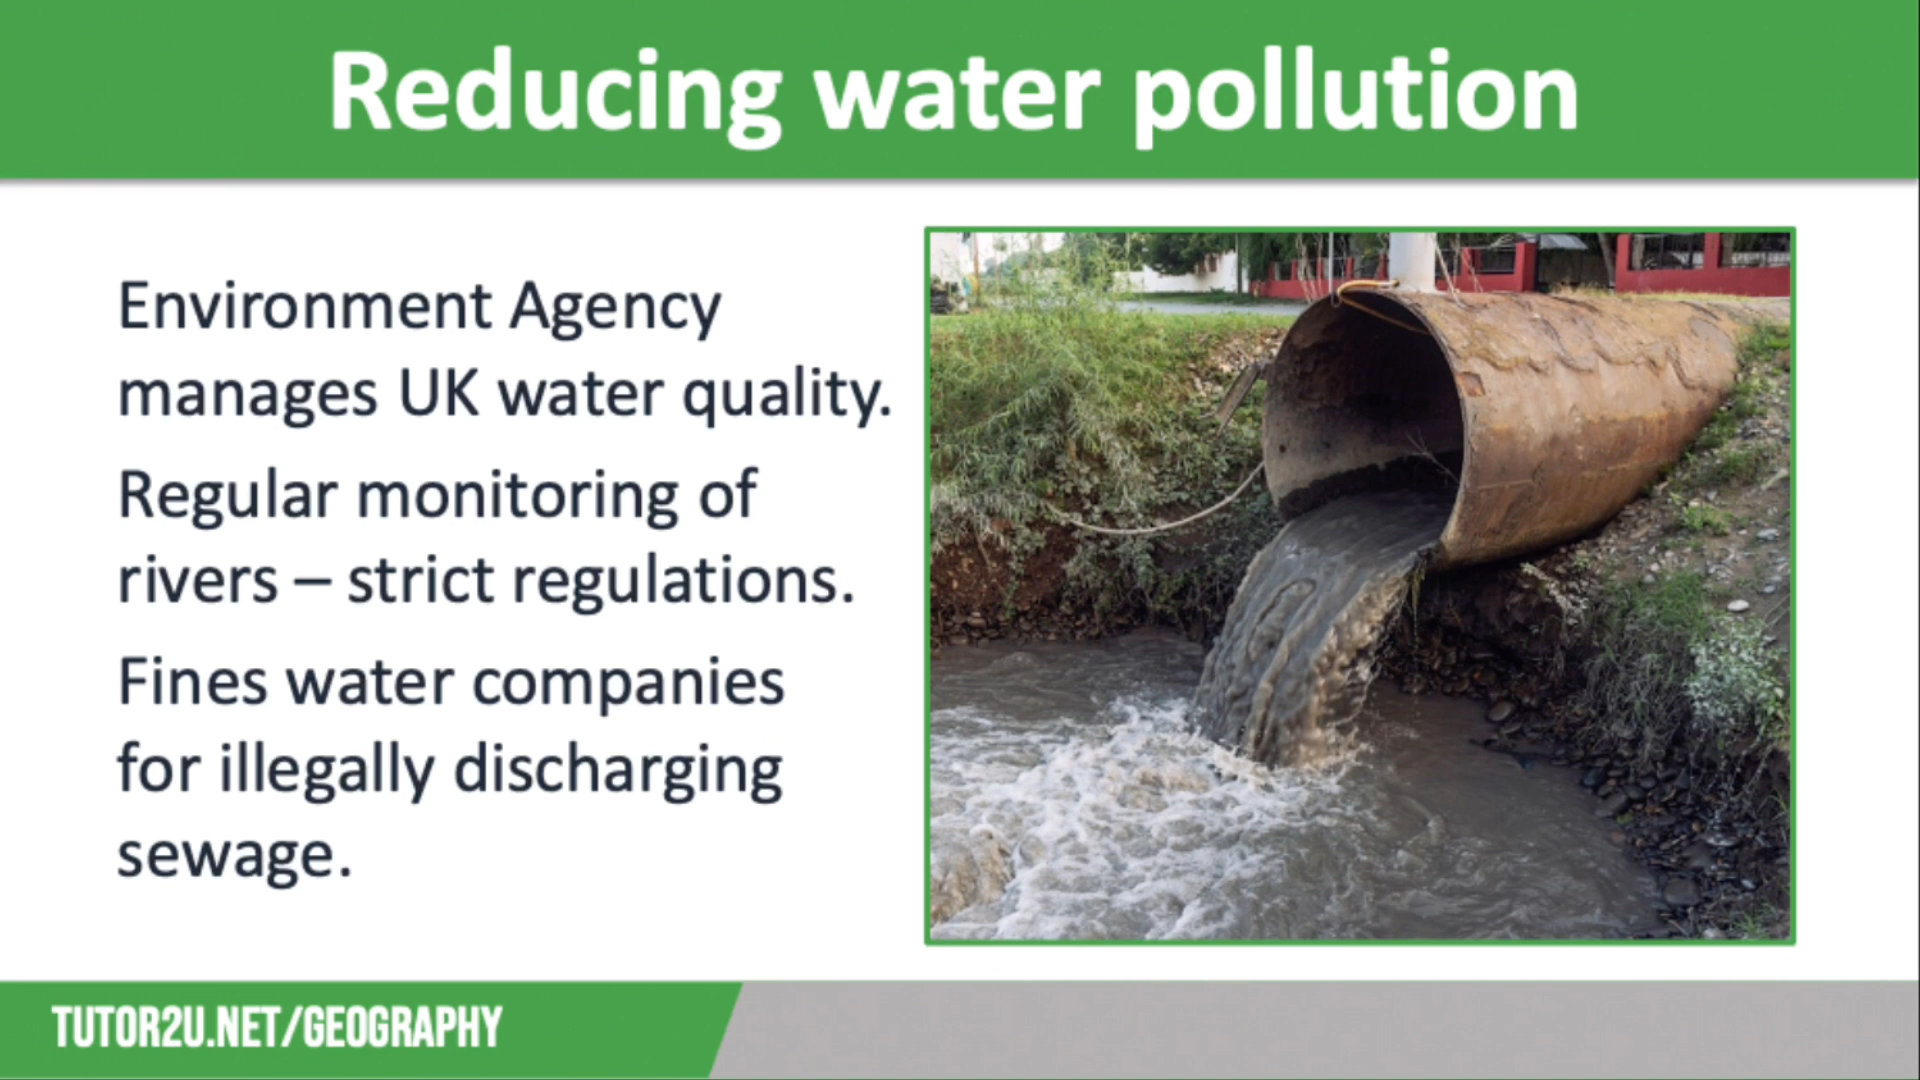 Reducing water pollution
Environment Agency
manages UK water quality.
Regular monitoring of
rivers – strict regulations.
Fines water companies
for illegally discharging
sewage.
TUTOR2U.NET/GEOGRAPHY